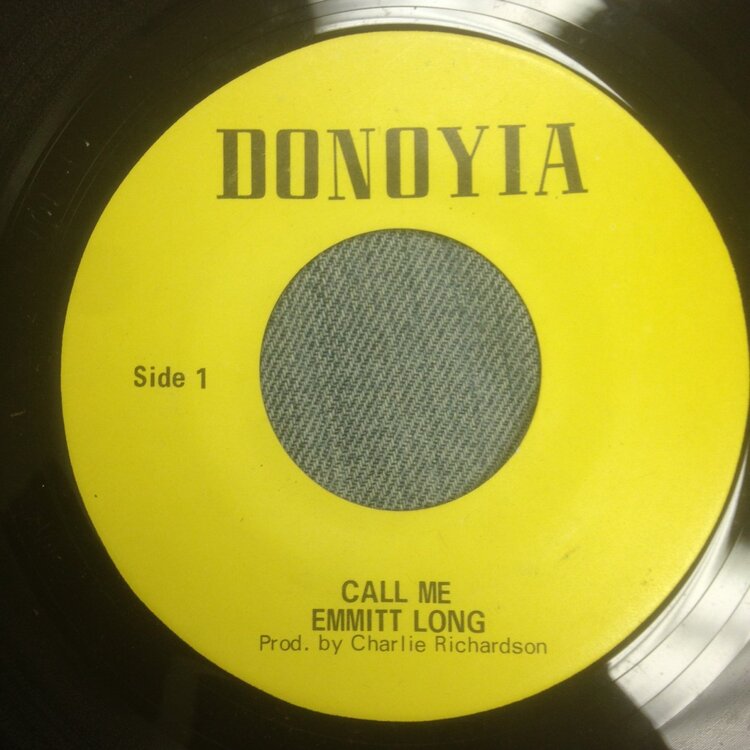 DONOYIA
Side 1
CALL ME
EMMITT LONG
Prod. by Charlie Richardson